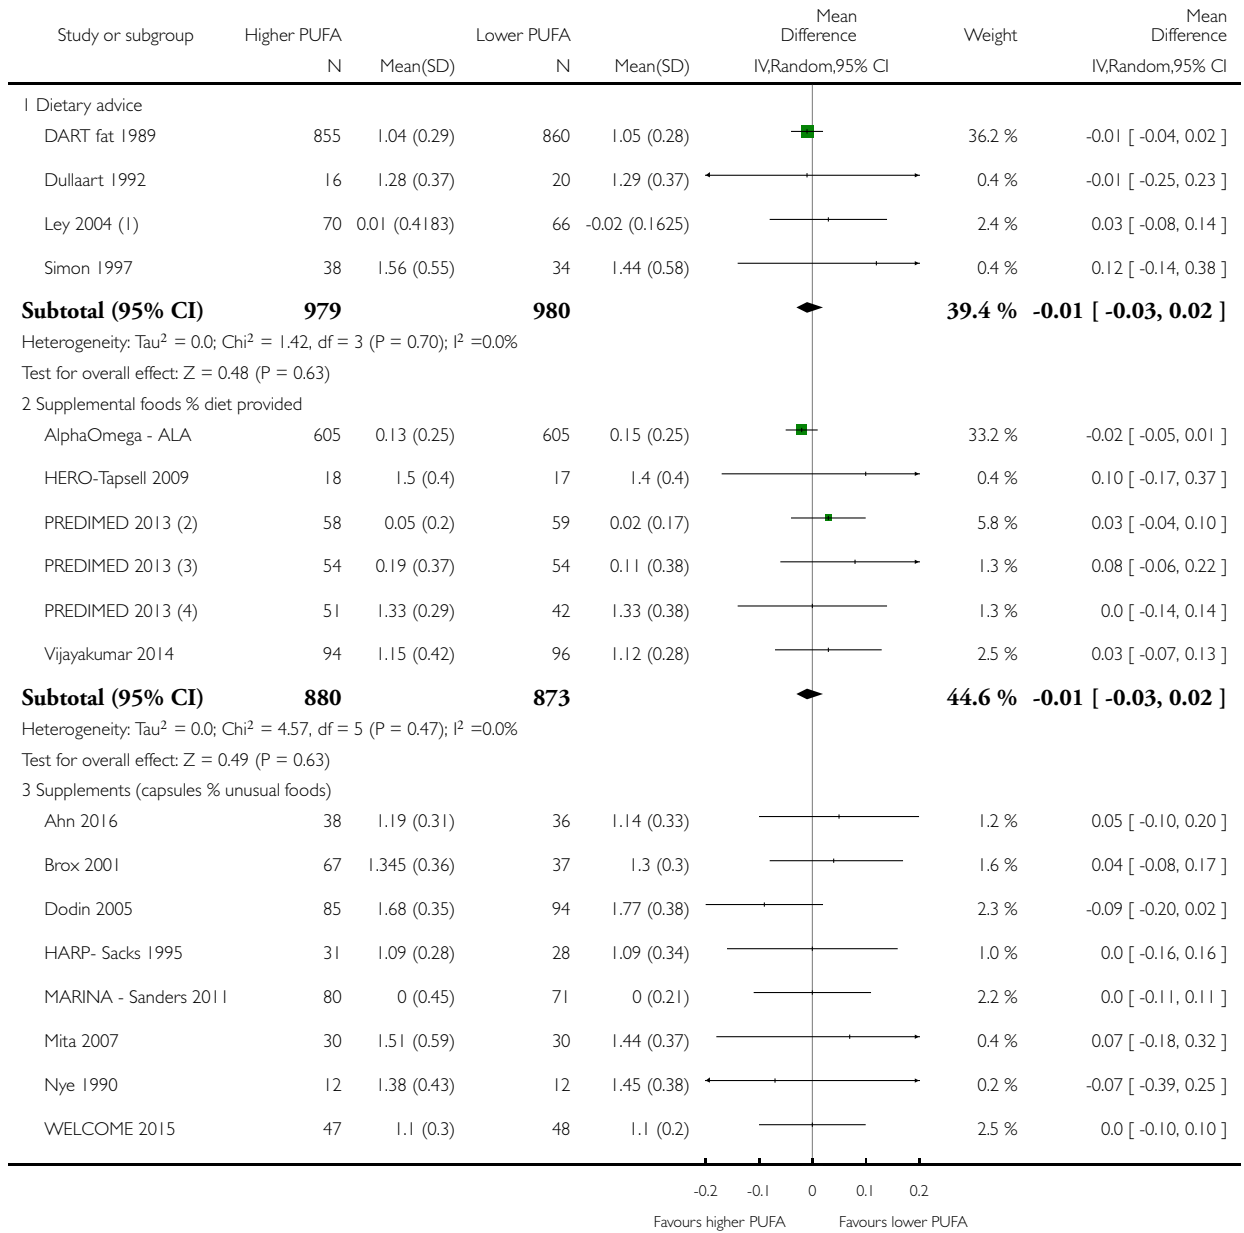 Study or subgroup Higher PUFA Lower PUFA Mean Difference Weight Mean Difference
N Mean(SD) N Mean(SD) IV,Random,95% CI IV,Random,95% CI
1 Dietary advice
DART fat 1989 855 1.04 (0.29) 860 1.05 (0.28) 36.2 % -0.01 [ -0.04, 0.02 ]
Dullaart 1992 16 1.28 (0.37) 20 1.29 (0.37) 0.4 % -0.01 [ -0.25, 0.23 ]
Ley 2004 (1) 70 0.01 (0.4183) 66 -0.02 (0.1625) 2.4 % 0.03 [ -0.08, 0.14 ]
Simon 1997 38 1.56 (0.55) 34 1.44 (0.58) 0.4 % 0.12 [ -0.14, 0.38 ]
Subtotal (95% CI) 979 980 39.4 % -0.01 [ -0.03, 0.02 ]
Heterogeneity: Tau² = 0.0; Chi² = 1.42, df = 3 (P = 0.70); I² =0.0%
Test for overall effect: Z = 0.48 (P = 0.63)
2 Supplemental foods % diet provided
AlphaOmega - ALA 605 0.13 (0.25) 605 0.15 (0.25) 33.2 % -0.02 [ -0.05, 0.01 ]
HERO-Tapsell 2009 18 1.5 (0.4) 17 1.4 (0.4) 0.4 % 0.10 [ -0.17, 0.37 ]
PREDIMED 2013 (2) 58 0.05 (0.2) 59 0.02 (0.17) 5.8 % 0.03 [ -0.04, 0.10 ]
PREDIMED 2013 (3) 54 0.19 (0.37) 54 0.11 (0.38) 1.3 % 0.08 [ -0.06, 0.22 ]
PREDIMED 2013 (4) 51 1.33 (0.29) 42 1.33 (0.38) 1.3 % 0.0 [ -0.14, 0.14 ]
Vijayakumar 2014 94 1.15 (0.42) 96 1.12 (0.28) 2.5 % 0.03 [ -0.07, 0.13 ]
Subtotal (95% CI) 880 873 44.6 % -0.01 [ -0.03, 0.02 ]
Heterogeneity: Tau² = 0.0; Chi² = 4.57, df = 5 (P = 0.47); I² =0.0%
Test for overall effect: Z = 0.49 (P = 0.63)
3 Supplements (capsules % unusual foods)
Ahn 2016 38 1.19 (0.31) 36 1.14 (0.33) 1.2 % 0.05 [ -0.10, 0.20 ]
Brox 2001 67 1.345 (0.36) 37 1.3 (0.3) 1.6 % 0.04 [ -0.08, 0.17 ]
Dodin 2005 85 1.68 (0.35) 94 1.77 (0.38) 2.3 % -0.09 [ -0.20, 0.02 ]
HARP- Sacks 1995 31 1.09 (0.28) 28 1.09 (0.34) 1.0 % 0.0 [ -0.16, 0.16 ]
MARINA - Sanders 2011 80 0 (0.45) 71 0 (0.21) 2.2 % 0.0 [ -0.11, 0.11 ]
Mita 2007 30 1.51 (0.59) 30 1.44 (0.37) 0.4 % 0.07 [ -0.18, 0.32 ]
Nye 1990 12 1.38 (0.43) 12 1.45 (0.38) 0.2 % -0.07 [ -0.39, 0.25 ]
WELCOME 2015 47 1.1 (0.3) 48 1.1 (0.2) 2.5 % 0.0 [ -0.10, 0.10 ]
-0.2 -0.1 0 0.1 0.2
Favours higher PUFA Favours lower PUFA